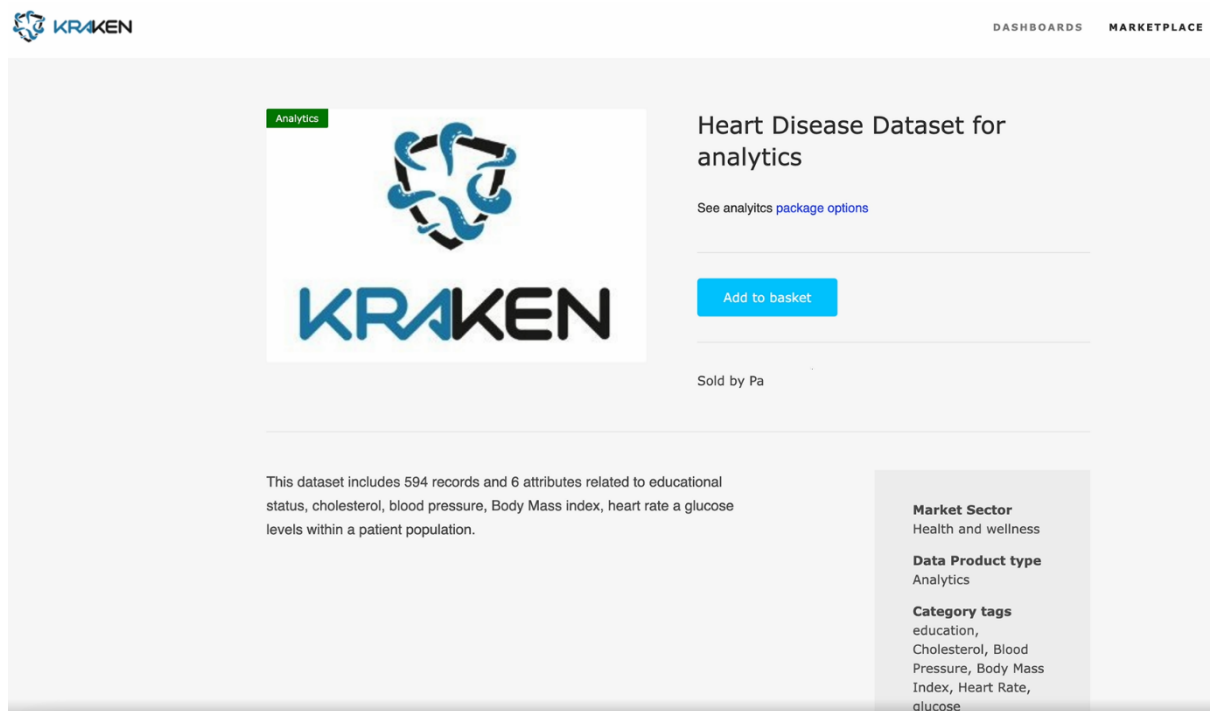 KRAKEN
DASHBOARDS MARKETPLACE
Analytics
KRAKEN
Heart Disease Dataset for
analytics
See analyitcs package options
Add to basket
Sold by Pa
This dataset includes 594 records and 6 attributes related to educational
status, cholesterol, blood pressure, Body Mass index, heart rate a glucose
levels within a patient population.
Market Sector
Health and wellness
Data Product type
Analytics
Category tags
education,
Cholesterol, Blood
Pressure, Body Mass
Index, Heart Rate,
glucose